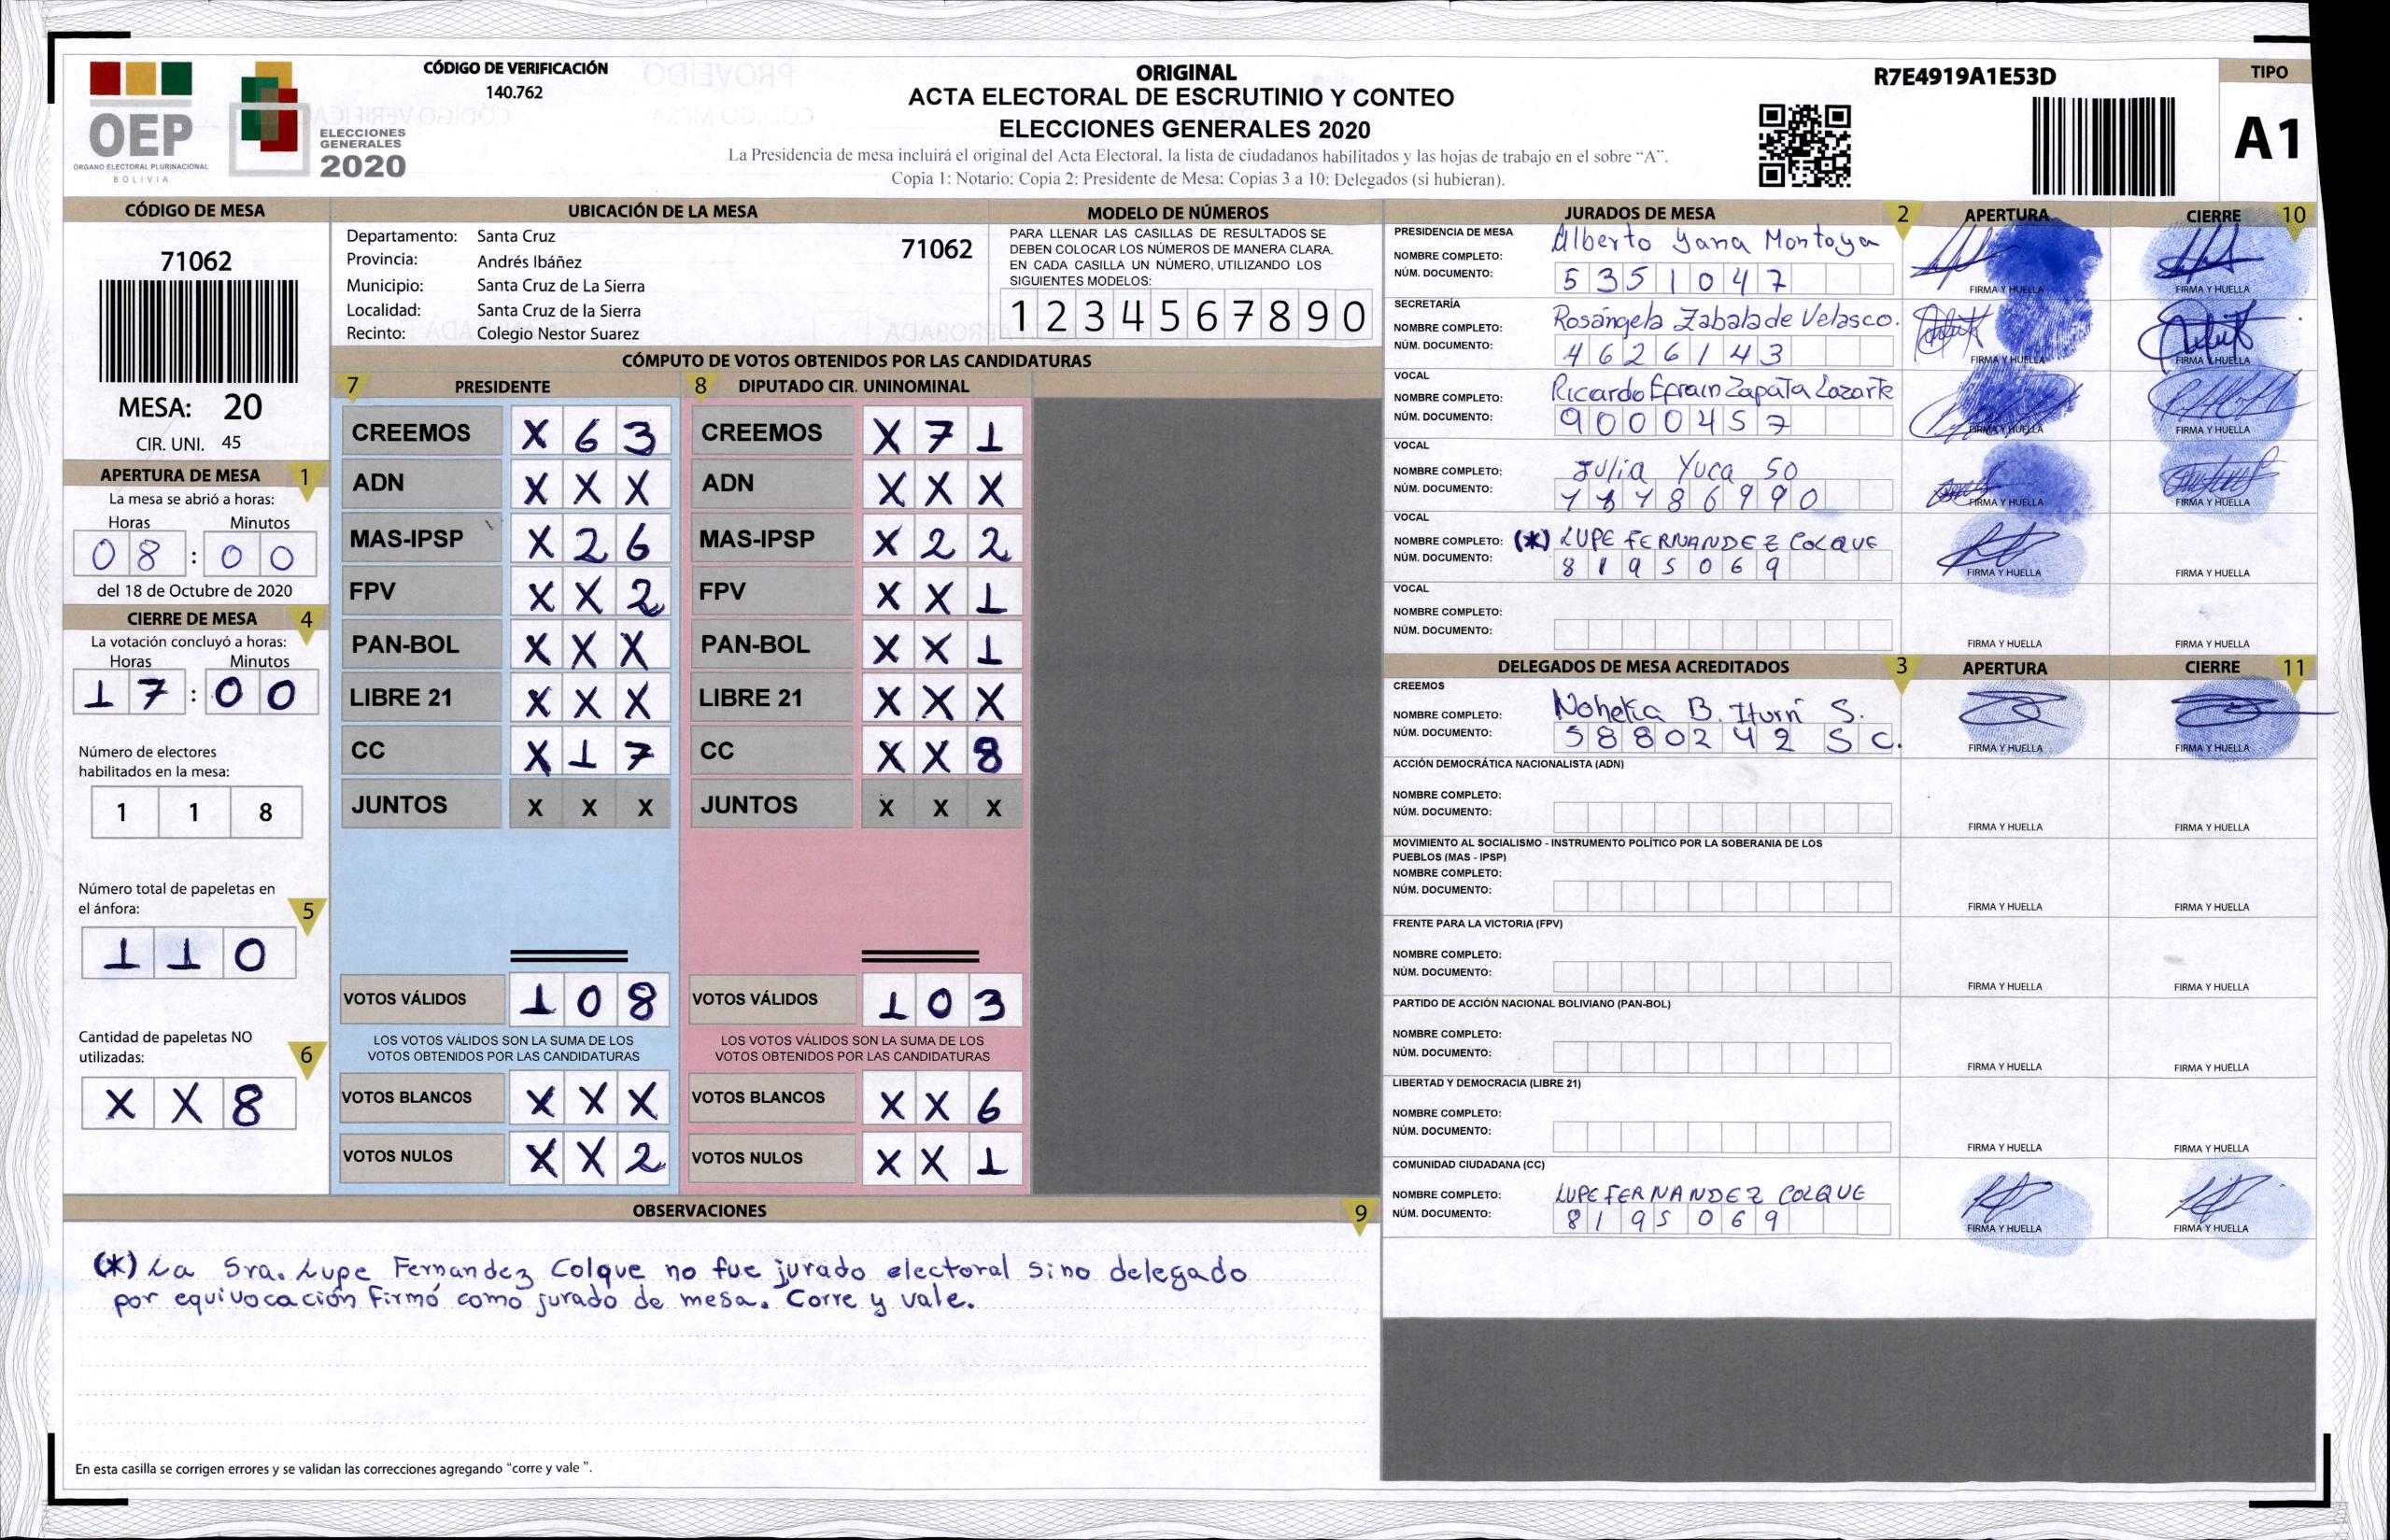 OEP
ÓRGANO ELECTORAL PLURINACIONAL
BOLIVIA
ELECCIONES
GENERALES
2020
CÓDIGO DE VERIFICACIÓN
140.762
ORIGINAL
ACTA ELECTORAL DE ESCRUTINIO Y CONTEO
ELECCIONES GENERALES 2020
La Presidencia de mesa incluirá el original del Acta Electoral, la lista de ciudadanos habilitados y las hojas de trabajo en el sobre “A”.
Copia 1: Notario; Copia 2: Presidente de Mesa; Copias 3 a 10: Delegados (si hubieran).
R7E4919A1E53D
TIPO
A1
CÓDIGO DE MESA
71062
MESA: 20
CIR. UNI. 45
APERTURA DE MESA 1
La mesa se abrió a horas:
Horas Minutos
08 : 00
del 18 de Octubre de 2020
CIERRE DE MESA 4
La votación concluyó a horas:
Horas Minutos
17 : 00
Número de electores
habilitados en la mesa:
1 1 8
Número total de papeletas en
el ánfora: 5
1 1 0
Cantidad de papeletas NO
utilizadas: 6
X X 8
UBICACIÓN DE LA MESA
Departamento: Santa Cruz 71062
Provincia: Andrés Ibáñez
Municipio: Santa Cruz de La Sierra
Localidad: Santa Cruz de la Sierra
Recinto: Colegio Nestor Suarez
MODELO DE NÚMEROS
PARA LLENAR LAS CASILLAS DE RESULTADOS SE
DEBEN COLOCAR LOS NÚMEROS DE MANERA CLARA,
EN CADA CASILLA UN NÚMERO, UTILIZANDO LOS
SIGUIENTES MODELOS:
1 2 3 4 5 6 7 8 9 0
CÓMPUTO DE VOTOS OBTENIDOS POR LAS CANDIDATURAS
7 PRESIDENTE 8 DIPUTADO CIR. UNINOMINAL
CREEMOS X 6 3 CREEMOS X 7 1
ADN X X X ADN X X X
MAS-IPSP X 2 6 MAS-IPSP X 2 2
FPV X X 2 FPV X X 1
PAN-BOL X X X PAN-BOL X X 1
LIBRE 21 X X X LIBRE 21 X X X
CC X 1 7 CC X X 8
JUNTOS X X X JUNTOS X X X
VOTOS VÁLIDOS 1 0 8 VOTOS VÁLIDOS 1 0 3
LOS VOTOS VÁLIDOS SON LA SUMA DE LOS LOS VOTOS VÁLIDOS SON LA SUMA DE LOS
VOTOS OBTENIDOS POR LAS CANDIDATURAS VOTOS OBTENIDOS POR LAS CANDIDATURAS
VOTOS BLANCOS X X X VOTOS BLANCOS X X 6
VOTOS NULOS X X 2 VOTOS NULOS X X 1
OBSERVACIONES 9
(*) La Sra. Lupe Fernandez Colque no fue jurado electoral sino delegado
por equivocación Firmó como jurado de mesa. Corre y vale.
En esta casilla se corrigen errores y se validan las correcciones agregando “corre y vale ”.
JURADOS DE MESA 2 APERTURA CIERRE 10
PRESIDENCIA DE MESA
NOMBRE COMPLETO: Alberto Yana Montoya
NÚM. DOCUMENTO: 5351047
FIRMA Y HUELLA FIRMA Y HUELLA
SECRETARÍA
NOMBRE COMPLETO: Rosángela Zabala de Velasco.
NÚM. DOCUMENTO: 4626143
FIRMA Y HUELLA FIRMA Y HUELLA
VOCAL
NOMBRE COMPLETO: Ricardo Efrain Zapata Lazarte
NÚM. DOCUMENTO: 9000457
FIRMA Y HUELLA FIRMA Y HUELLA
VOCAL
NOMBRE COMPLETO: Julia Yuca SO
NÚM. DOCUMENTO:
FIRMA Y HUELLA FIRMA Y HUELLA
VOCAL
NOMBRE COMPLETO: (*) LUPE FERNANDEZ COLQUE
NÚM. DOCUMENTO: 8195069
FIRMA Y HUELLA FIRMA Y HUELLA
VOCAL
NOMBRE COMPLETO:
NÚM. DOCUMENTO:
FIRMA Y HUELLA FIRMA Y HUELLA
DELEGADOS DE MESA ACREDITADOS 3 APERTURA CIERRE 11
CREEMOS
NOMBRE COMPLETO: B. Iturri S.
NÚM. DOCUMENTO: 5880242 S C.
FIRMA Y HUELLA FIRMA Y HUELLA
ACCIÓN DEMOCRÁTICA NACIONALISTA (ADN)
NOMBRE COMPLETO:
NÚM. DOCUMENTO:
FIRMA Y HUELLA FIRMA Y HUELLA
MOVIMIENTO AL SOCIALISMO - INSTRUMENTO POLÍTICO POR LA SOBERANIA DE LOS
PUEBLOS (MAS - IPSP)
NOMBRE COMPLETO:
NÚM. DOCUMENTO:
FIRMA Y HUELLA FIRMA Y HUELLA
FRENTE PARA LA VICTORIA (FPV)
NOMBRE COMPLETO:
NÚM. DOCUMENTO:
FIRMA Y HUELLA FIRMA Y HUELLA
PARTIDO DE ACCIÓN NACIONAL BOLIVIANO (PAN-BOL)
NOMBRE COMPLETO:
NÚM. DOCUMENTO:
FIRMA Y HUELLA FIRMA Y HUELLA
LIBERTAD Y DEMOCRACIA (LIBRE 21)
NOMBRE COMPLETO:
NÚM. DOCUMENTO:
FIRMA Y HUELLA FIRMA Y HUELLA
COMUNIDAD CIUDADANA (CC)
NOMBRE COMPLETO: LUPE FERNANDEZ COLQUE
NÚM. DOCUMENTO: 8195069
FIRMA Y HUELLA FIRMA Y HUELLA